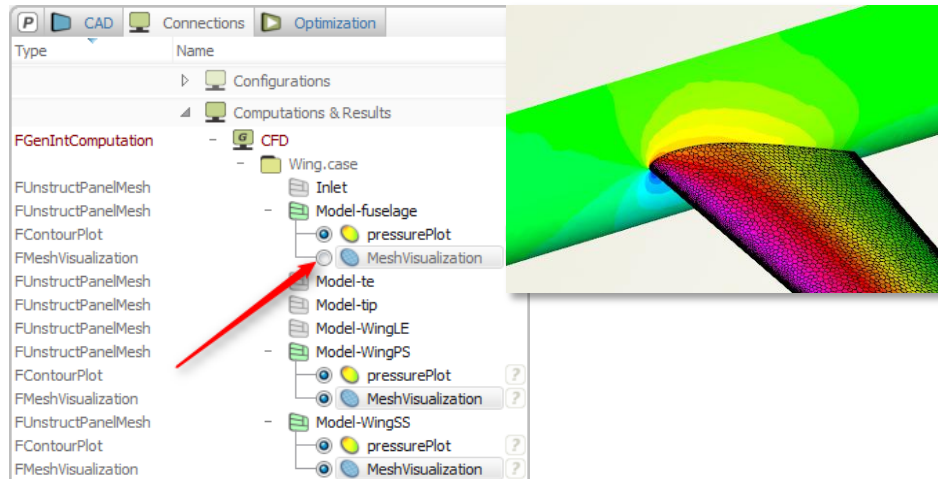 P CAD Connections Optimization
Type Name
Configurations
Computations & Results
FGenIntComputation - G CFD
- Wing.case
FUnstructPanelMesh Inlet
FUnstructPanelMesh - Model-fuselage
FContourPlot pressurePlot
FMeshVisualization MeshVisualization
FUnstructPanelMesh Model-te
FUnstructPanelMesh Model-tip
FUnstructPanelMesh Model-WingLE
FUnstructPanelMesh - Model-WingPS
FContourPlot pressurePlot ?
FMeshVisualization MeshVisualization ?
FUnstructPanelMesh - Model-WingSS
FContourPlot pressurePlot ?
FMeshVisualization MeshVisualization ?